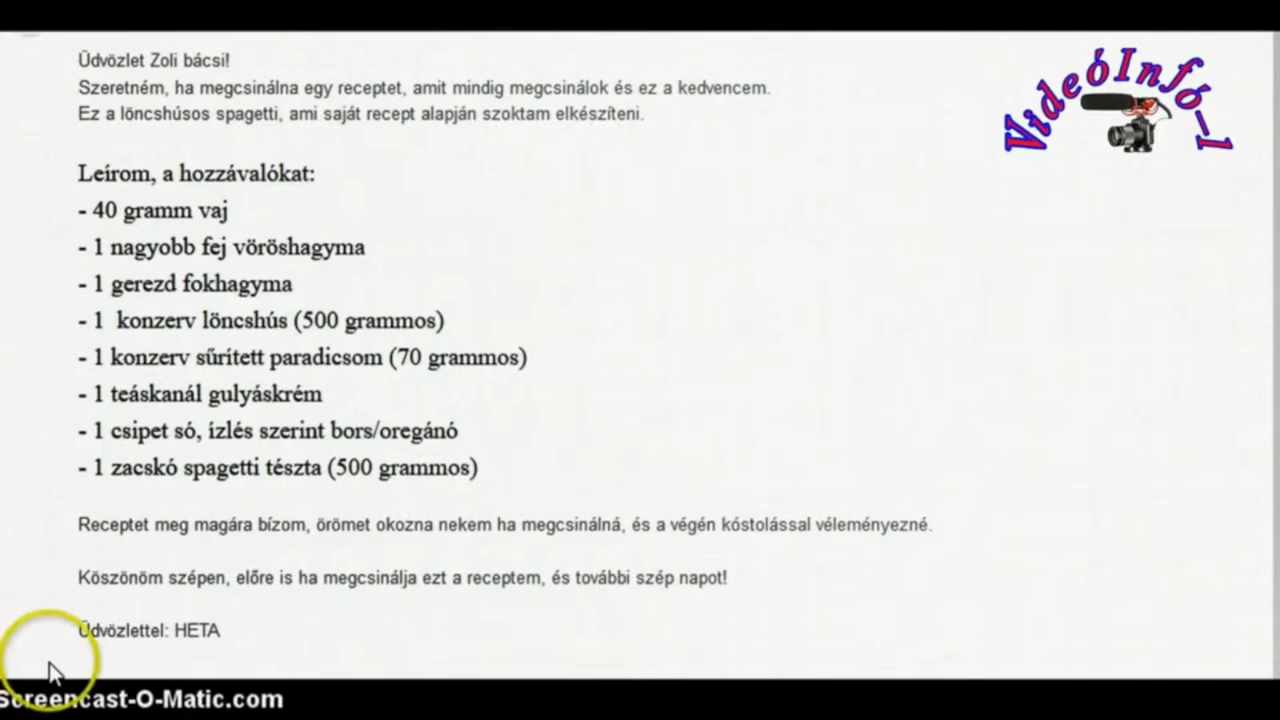 Üdvözlet Zoli bácsi!
Szeretném, ha megcsinálna egy receptet, amit mindig megcsinálok és ez a kedvencem.
Ez a löncshúsos spagetti, ami saját recept alapján szoktam elkészíteni.
VideóInfó-1
Leírom, a hozzávalókat:
- 40 gramm vaj
- 1 nagyobb fej vöröshagyma
- 1 gerezd fokhagyma
- 1 konzerv löncshús (500 grammos)
- 1 konzerv sűrített paradicsom (70 grammos)
- 1 teáskanál gulyáskrém
- 1 csipet só, ízlés szerint bors/oregánó
- 1 zacskó spagetti tészta (500 grammos)
Receptet meg magára bízom, örömet okozna nekem ha megcsinálná, és a végén kóstolással véleményezné.
Köszönöm szépen, előre is ha megcsinálja ezt a receptem, és további szép napot!
Üdvözlettel: HETA
Screencast-O-Matic.com